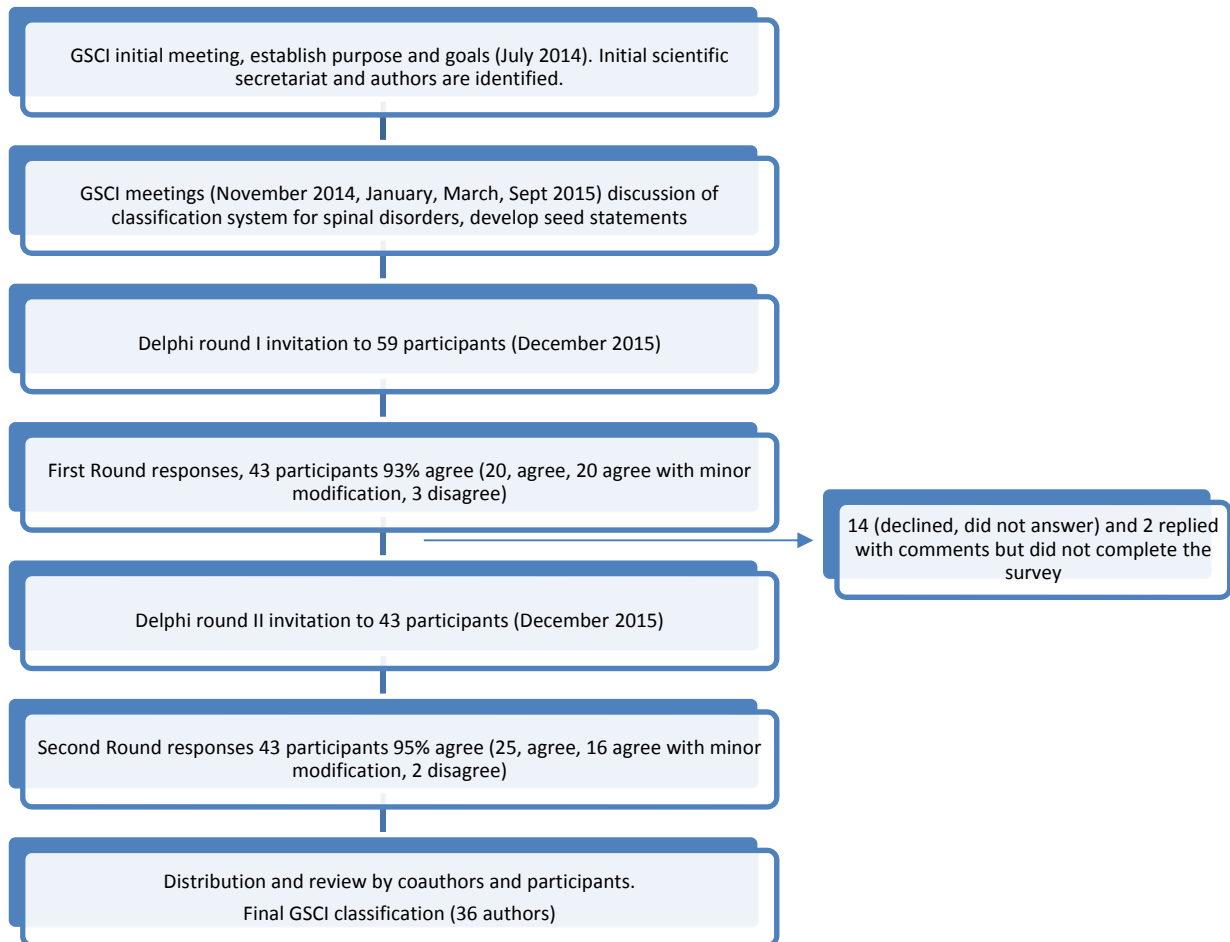 GSCI initial meeting, establish purpose and goals (July 2014). Initial scientific
secretariat and authors are identified.
GSCI meetings (November 2014, January, March, Sept 2015) discussion of
classification system for spinal disorders, develop seed statements
Delphi round I invitation to 59 participants (December 2015)
First Round responses, 43 participants 93% agree (20, agree, 20 agree with minor
modification, 3 disagree)
14 (declined, did not answer) and 2 replied
with comments but did not complete the
survey
Delphi round II invitation to 43 participants (December 2015)
Second Round responses 43 participants 95% agree (25, agree, 16 agree with minor
modification, 2 disagree)
Distribution and review by coauthors and participants.
Final GSCI classification (36 authors)